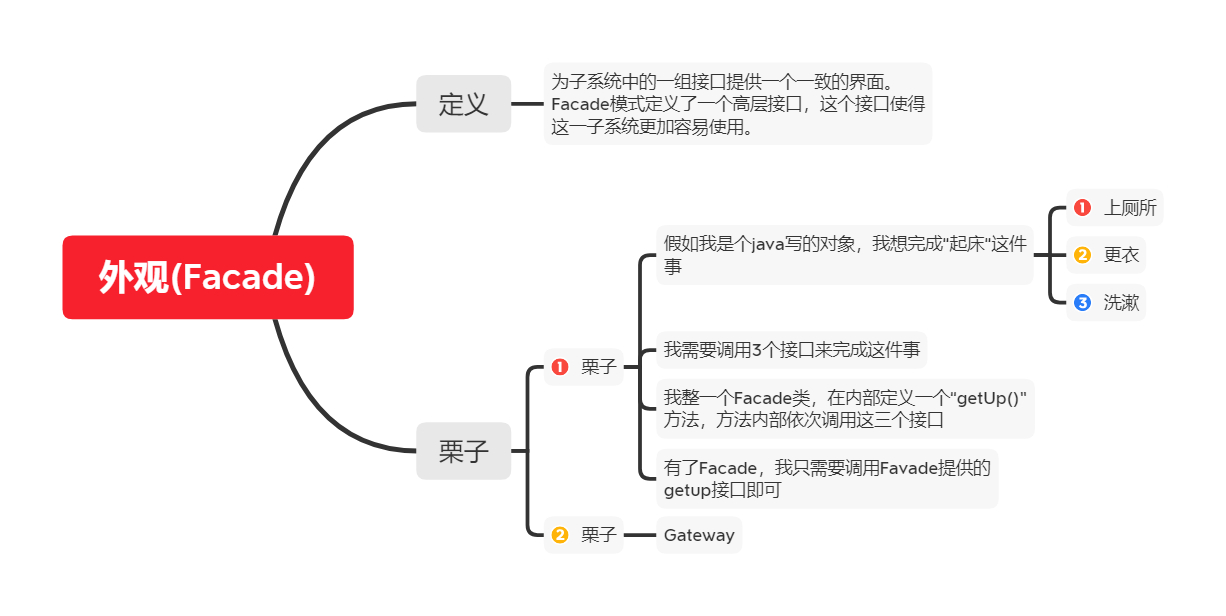 外观(Facade)
定义
为子系统中的一组接口提供一个一致的界面。
Facade模式定义了一个高层接口，这个接口使得
这一子系统更加容易使用。
栗子
1 栗子
假如我是个java写的对象，我想完成"起床"这件
事
1 上厕所
2 更衣
3 洗漱
我需要调用3个接口来完成这件事
我整一个Facade类，在内部定义一个"getUp()"
方法，方法内部依次调用这三个接口
有了Facade，我只需要调用Favade提供的
getup接口即可
2 栗子
Gateway